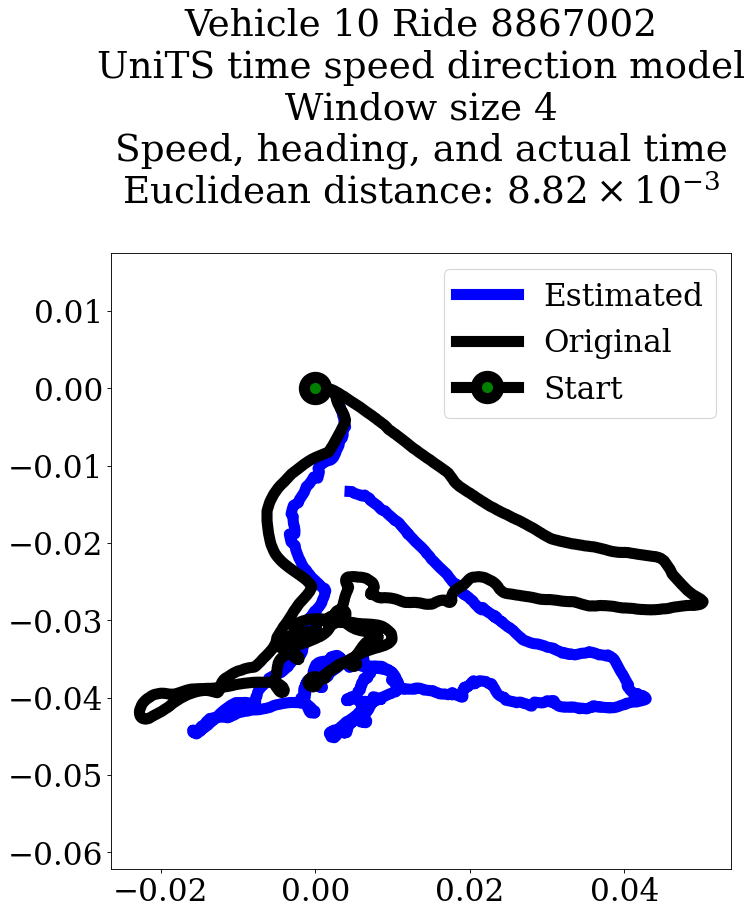 Vehicle 10 Ride 8867002
UniTS time speed direction model
Window size 4
Speed, heading, and actual time
Euclidean distance: 8.82 × 10⁻³
Estimated
Original
Start
0.01
0.00
−0.01
−0.02
−0.03
−0.04
−0.05
−0.06
−0.02 0.00 0.02 0.04